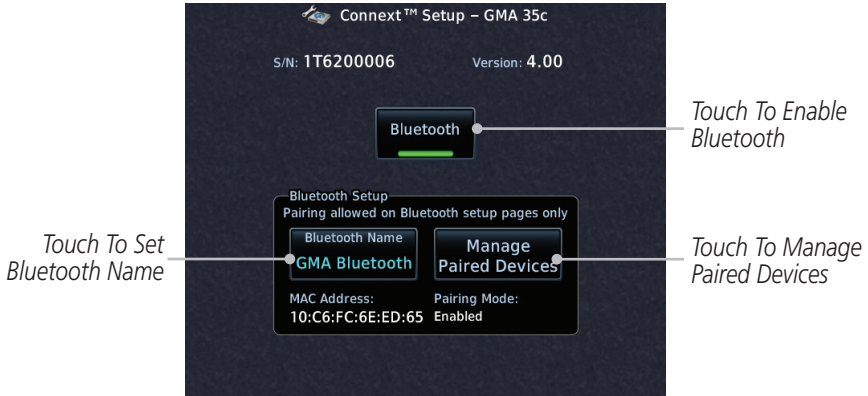 Connext™ Setup – GMA 35c
S/N: 1T6200006 Version: 4.00
Bluetooth
Touch To Enable
Bluetooth
Bluetooth Setup
Pairing allowed on Bluetooth setup pages only
Touch To Set
Bluetooth Name
Bluetooth Name
GMA Bluetooth
Manage
Paired Devices
Touch To Manage
Paired Devices
MAC Address:
10:C6:FC:6E:ED:65
Pairing Mode:
Enabled